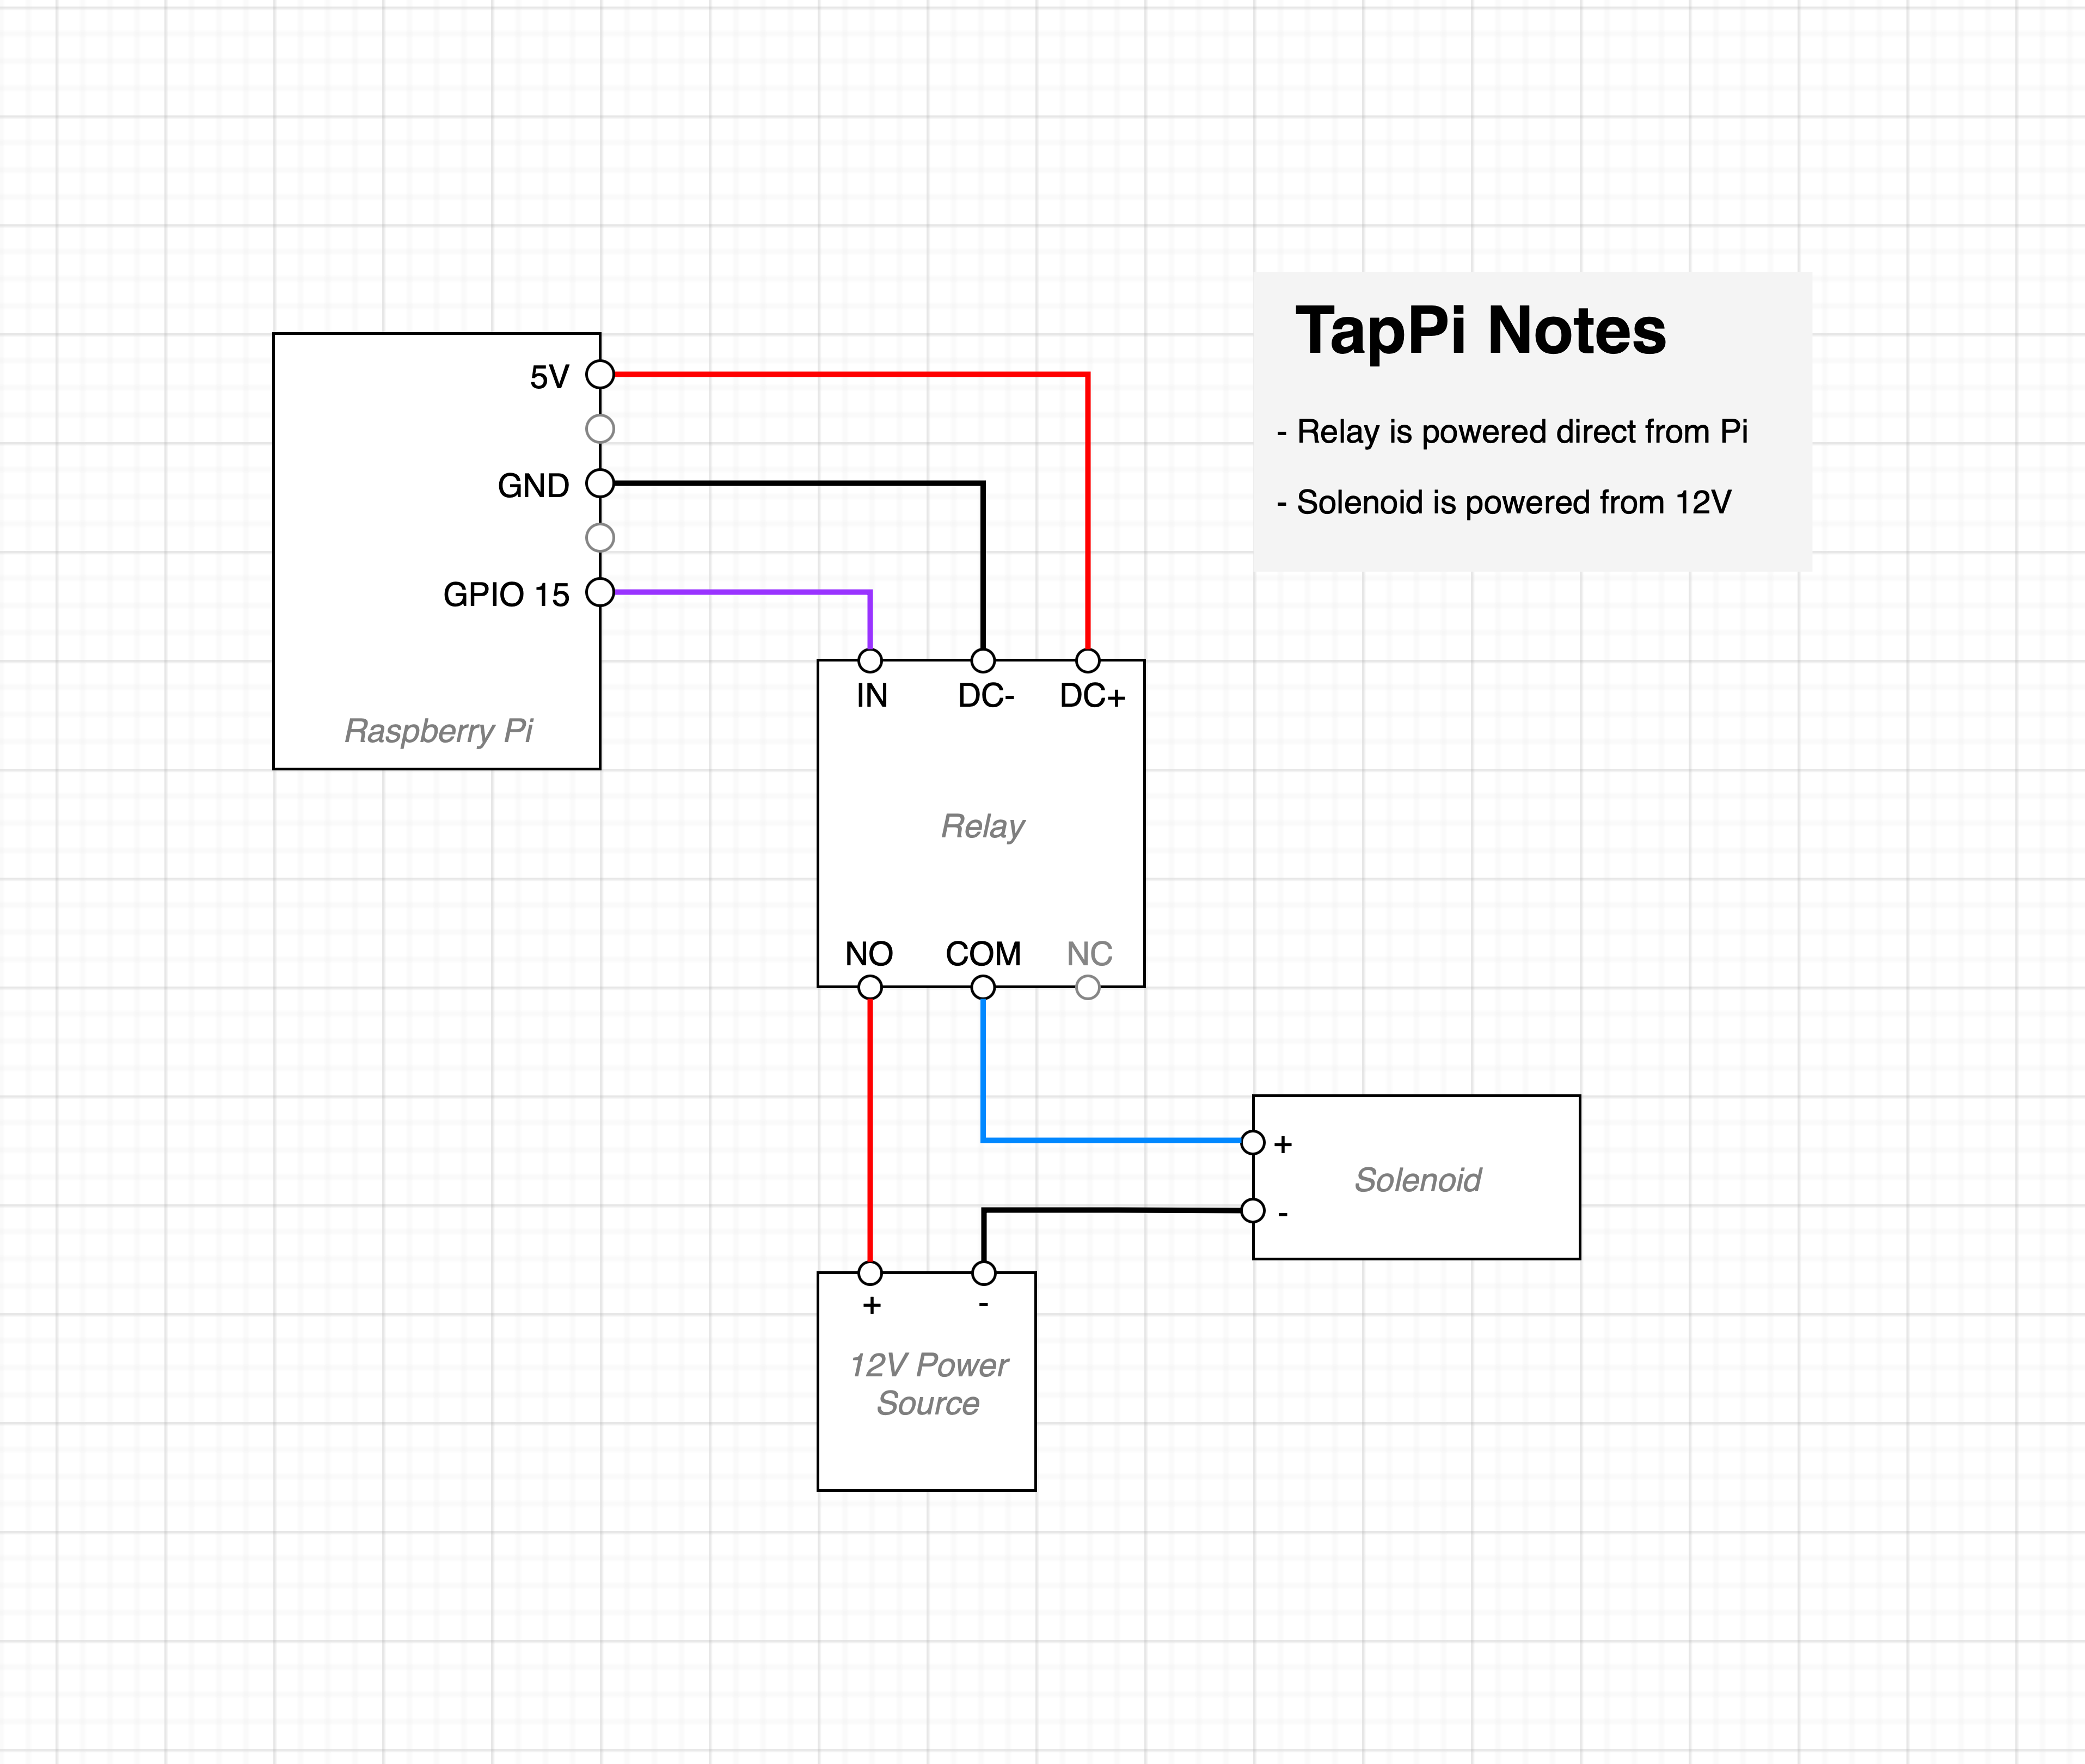 TapPi Notes
- Relay is powered direct from Pi
- Solenoid is powered from 12V
5V
GND
GPIO 15
Raspberry Pi
IN DC- DC+
Relay
NO COM NC
+
Solenoid
-
+ -
12V Power
Source